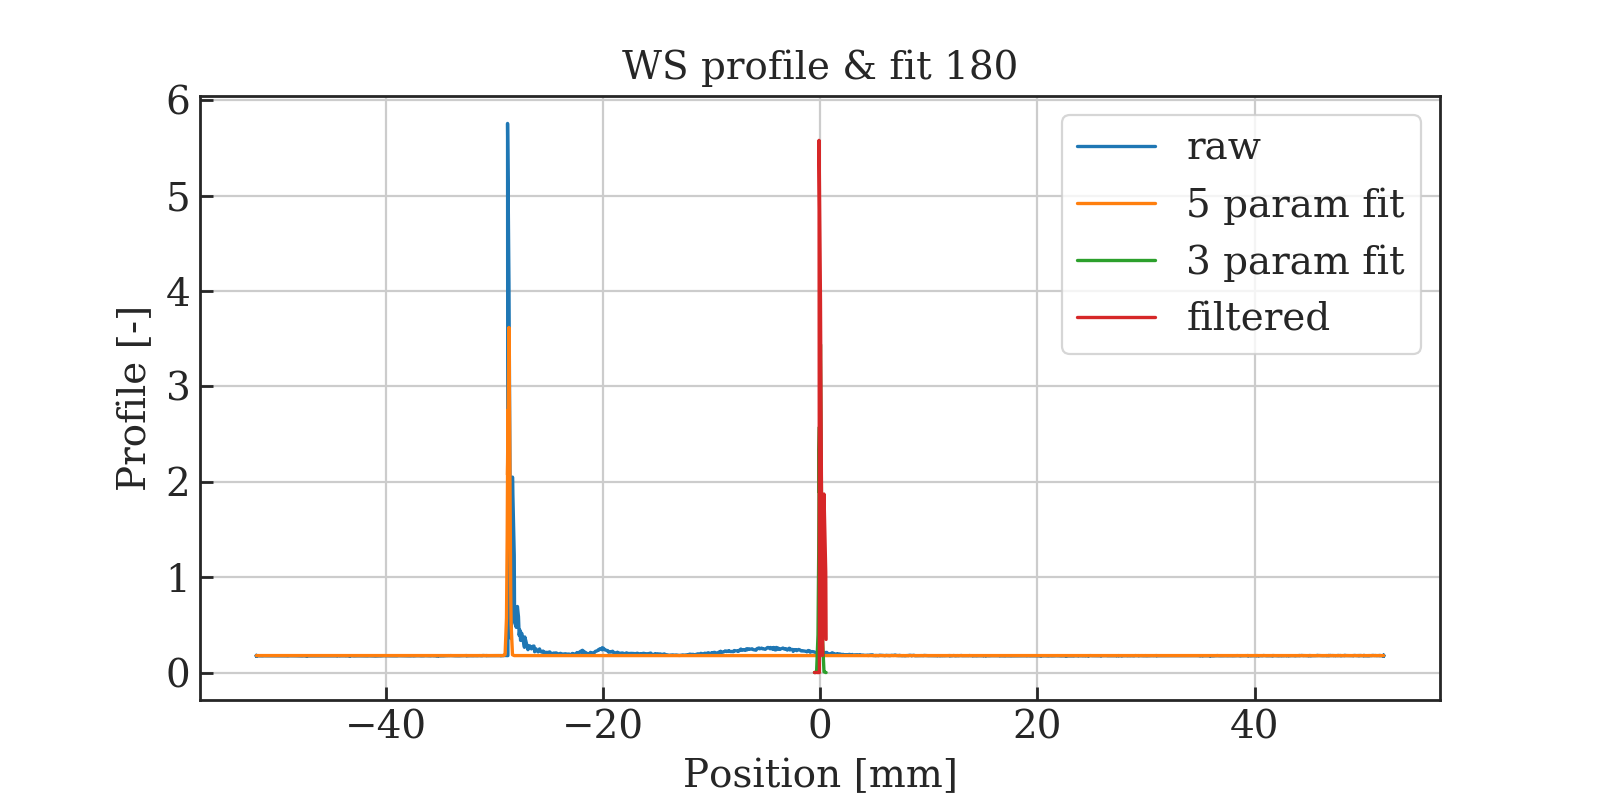 WS profile & fit 180
6
5
4
3
2
1
0
Profile [-]
raw
5 param fit
3 param fit
filtered
−40 −20 0 20 40
Position [mm]